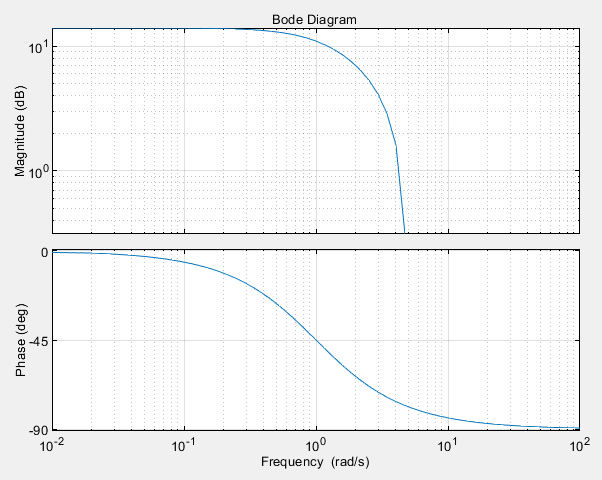 Bode Diagram
10^1
10^0
Magnitude (dB)
0
-45
-90
Phase (deg)
10^-2
10^-1
10^0
10^1
10^2
Frequency (rad/s)